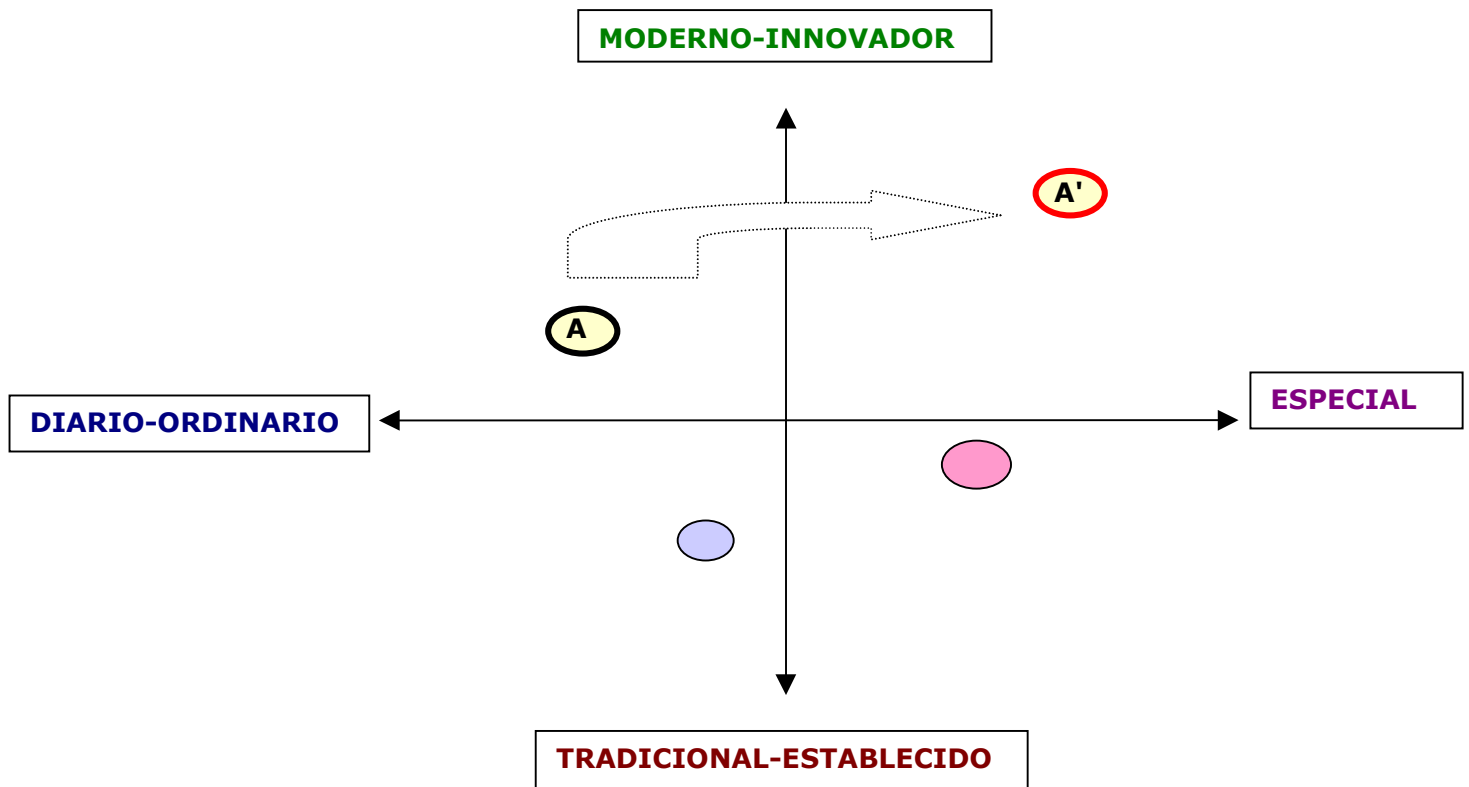 MODERNO-INNOVADOR
A'
A
ESPECIAL
DIARIO-ORDINARIO
TRADICIONAL-ESTABLECIDO